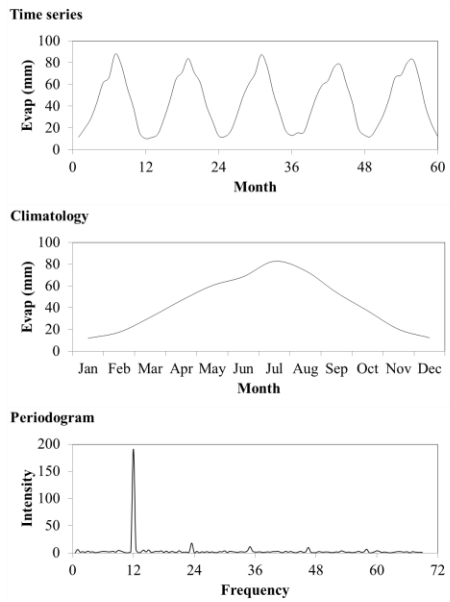 Time series
100
80
60
40
20
0
Evap (mm)
0 12 24 36 48 60
Month
Climatology
100
80
60
40
20
0
Evap (mm)
Jan Feb Mar Apr May Jun Jul Aug Sep Oct Nov Dec
Month
Periodogram
200
150
100
50
0
Intensity
0 12 24 36 48 60 72
Frequency